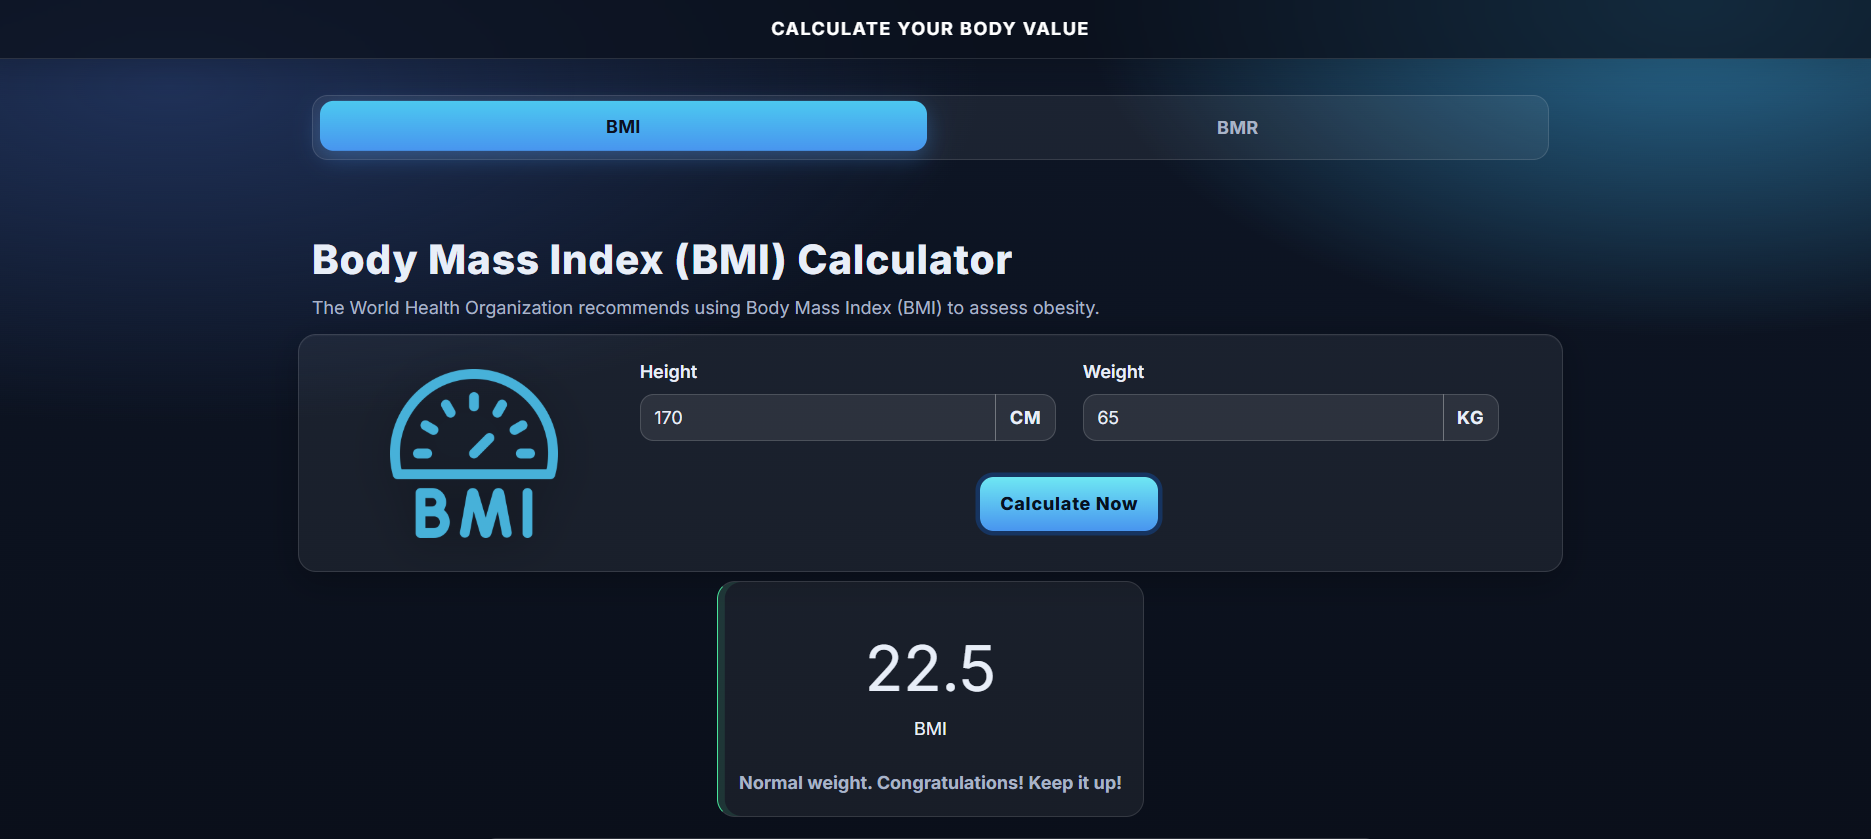 CALCULATE YOUR BODY VALUE
BMI
BMR
Body Mass Index (BMI) Calculator
The World Health Organization recommends using Body Mass Index (BMI) to assess obesity.
BMI
Height
Weight
170 CM
65 KG
Calculate Now
22.5
BMI
Normal weight. Congratulations! Keep it up!